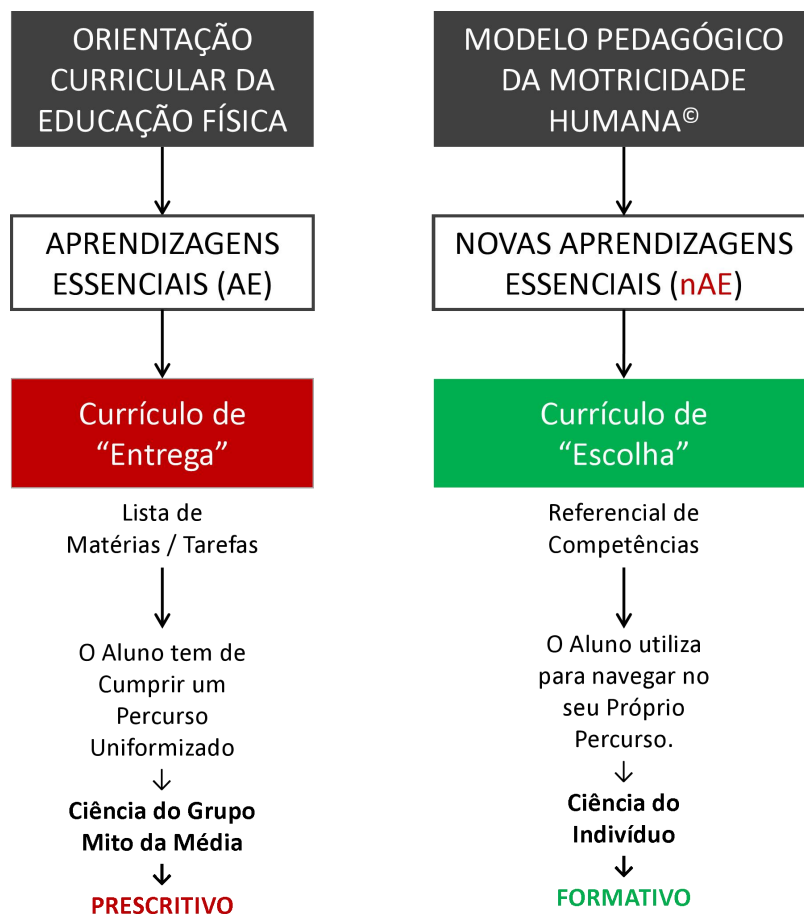 ORIENTAÇÃO
CURRICULAR DA
EDUCAÇÃO FÍSICA
APRENDIZAGENS
ESSENCIAIS (AE)
Currículo de
“Entrega”
Lista de
Matérias / Tarefas
O Aluno tem de
Cumprir um
Percurso
Uniformizado
Ciência do Grupo
Mito da Média
PRESCRITIVO
MODELO PEDAGÓGICO
DA MOTRICIDADE
HUMANA©
NOVAS APRENDIZAGENS
ESSENCIAIS (nAE)
Currículo de
“Escolha”
Referencial de
Competências
O Aluno utiliza
para navegar no
seu Próprio
Percurso.
Ciência do
Indivíduo
FORMATIVO